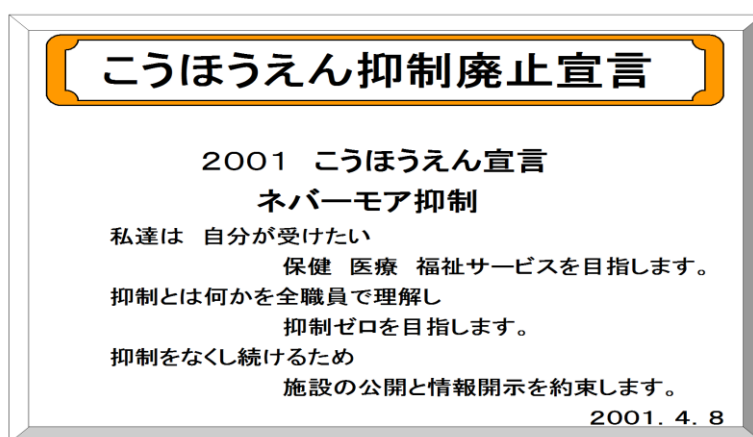 こうほうえん抑制廃止宣言
2001 こうほうえん宣言
ネバーモア抑制
私達は 自分が受けたい
保健 医療 福祉サービスを目指します。
抑制とは何かを全職員で理解し
抑制ゼロを目指します。
抑制をなくし続けるため
施設の公開と情報開示を約束します。
2001. 4. 8